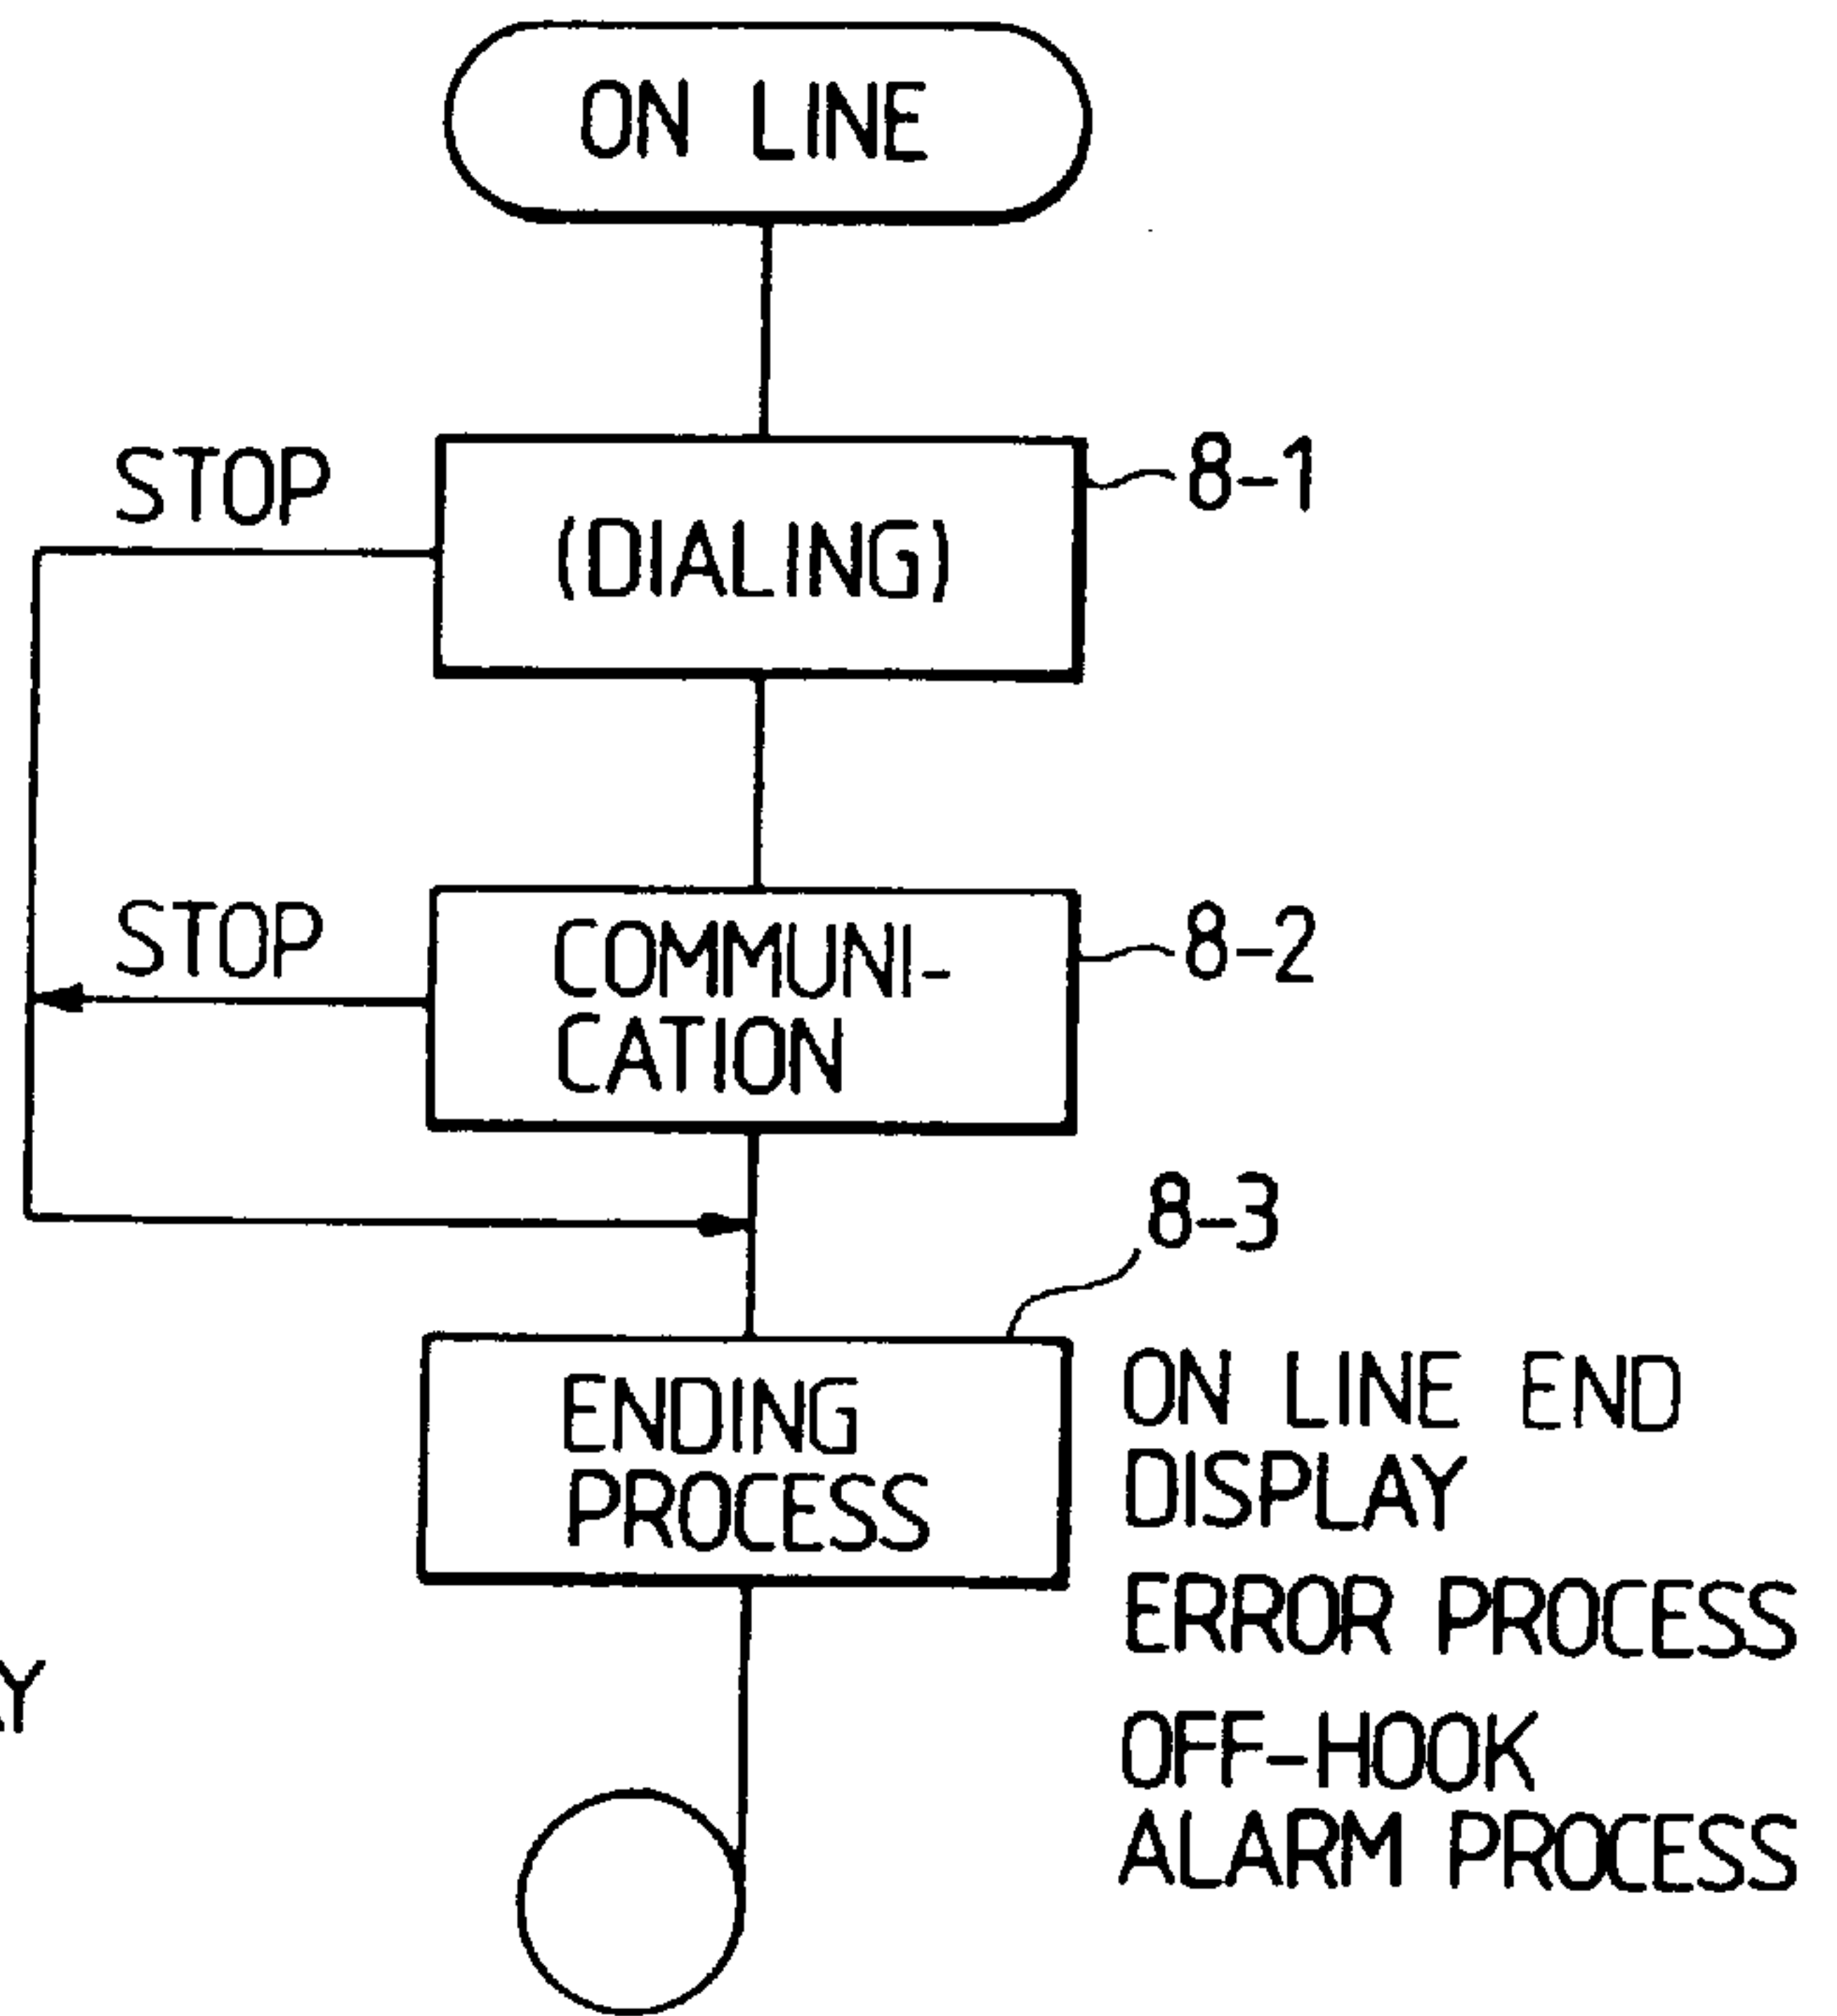 ON LINE
STOP
8-1
(DIALING)
STOP
8-2
COMMUNI-
CATION
8-3
ENDING
PROCESS
ON LINE END
DISPLAY
ERROR PROCESS
OFF-HOOK
ALARM PROCESS